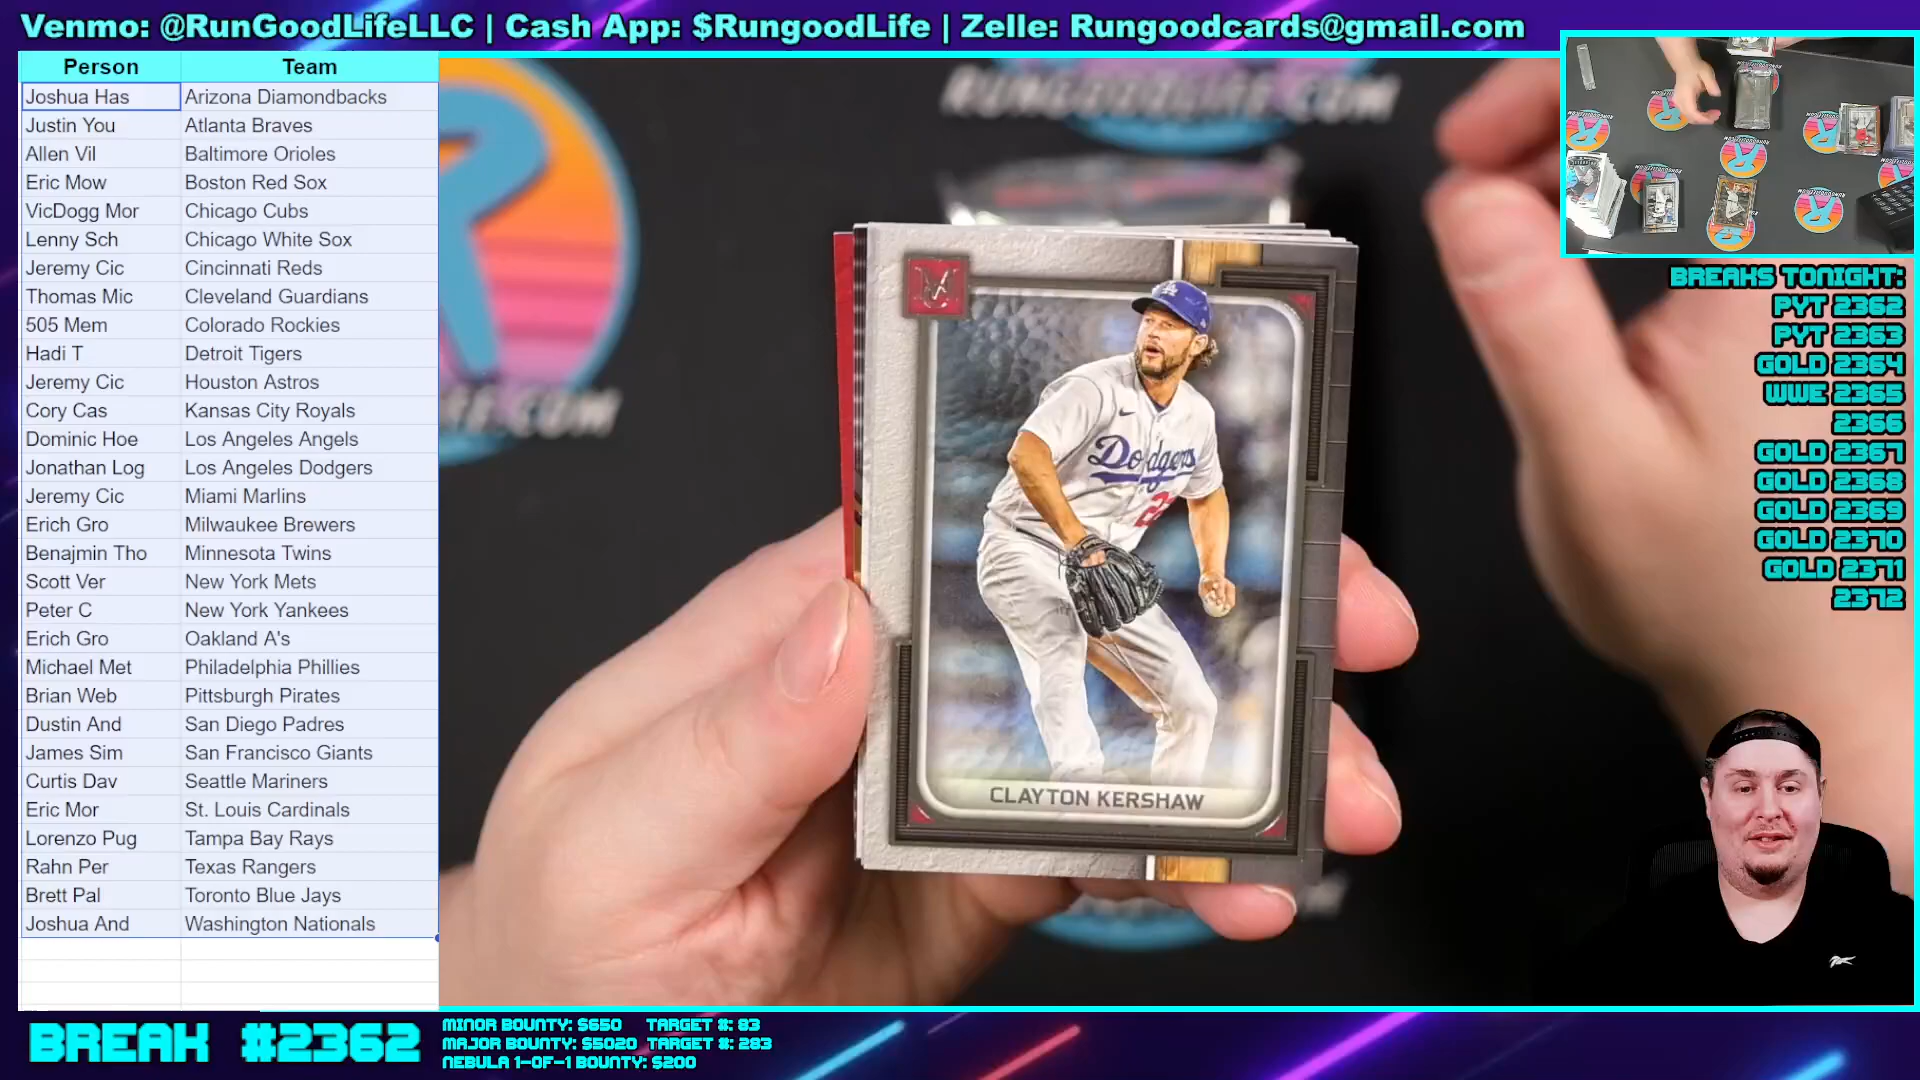 Venmo: @RunGoodLifeLLC | Cash App: $RungoodLife | Zelle: Rungoodcards@gmail.com
Person Team
Joshua Has Arizona Diamondbacks
Justin You Atlanta Braves
Allen Vil Baltimore Orioles
Eric Mow Boston Red Sox
VicDogg Mor Chicago Cubs
Lenny Sch Chicago White Sox
Jeremy Cic Cincinnati Reds
Thomas Mic Cleveland Guardians
505 Mem Colorado Rockies
Hadi T Detroit Tigers
Jeremy Cic Houston Astros
Cory Cas Kansas City Royals
Dominic Hoe Los Angeles Angels
Jonathan Log Los Angeles Dodgers
Jeremy Cic Miami Marlins
Erich Gro Milwaukee Brewers
Benajmin Tho Minnesota Twins
Scott Ver New York Mets
Peter C New York Yankees
Erich Gro Oakland A's
Michael Met Philadelphia Phillies
Brian Web Pittsburgh Pirates
Dustin And San Diego Padres
James Sim San Francisco Giants
Curtis Dav Seattle Mariners
Eric Mor St. Louis Cardinals
Lorenzo Pug Tampa Bay Rays
Rahn Per Texas Rangers
Brett Pal Toronto Blue Jays
Joshua And Washington Nationals
RUNGOODLIFE.COM
LIFE.COM
Dodgers
22
CLAYTON KERSHAW
BREAKS TONIGHT:
PYT 2362
PYT 2363
GOLD 2364
WWE 2365
2366
GOLD 2367
GOLD 2368
GOLD 2369
GOLD 2370
GOLD 2371
2372
BREAK #2362
MINOR BOUNTY: $650 TARGET #: 83
MAJOR BOUNTY: $5020 TARGET #: 283
NEBULA 1-OF-1 BOUNTY: $200